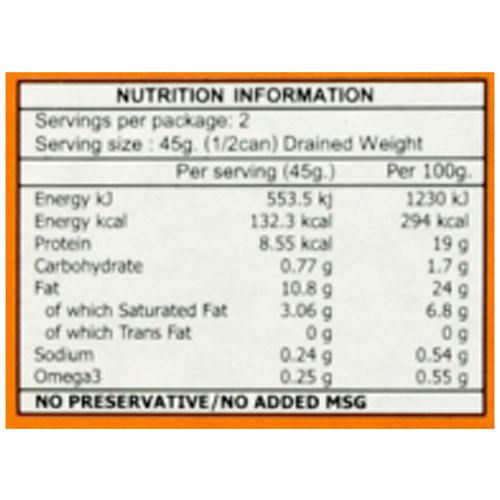 NUTRITION INFORMATION
Servings per package: 2
Serving size : 45g. (1/2can) Drained Weight
Per serving (45g.) Per 100g.
Energy kJ 553.5 kj 1230 kJ
Energy kcal 132.3 kcal 294 kcal
Protein 8.55 kcal 19 g
Carbohydrate 0.77 g 1.7 g
Fat 10.8 g 24 g
of which Saturated Fat 3.06 g 6.8 g
of which Trans Fat 0 g 0 g
Sodium 0.24 g 0.54 g
Omega3 0.25 g 0.55 g
NO PRESERVATIVE/NO ADDED MSG